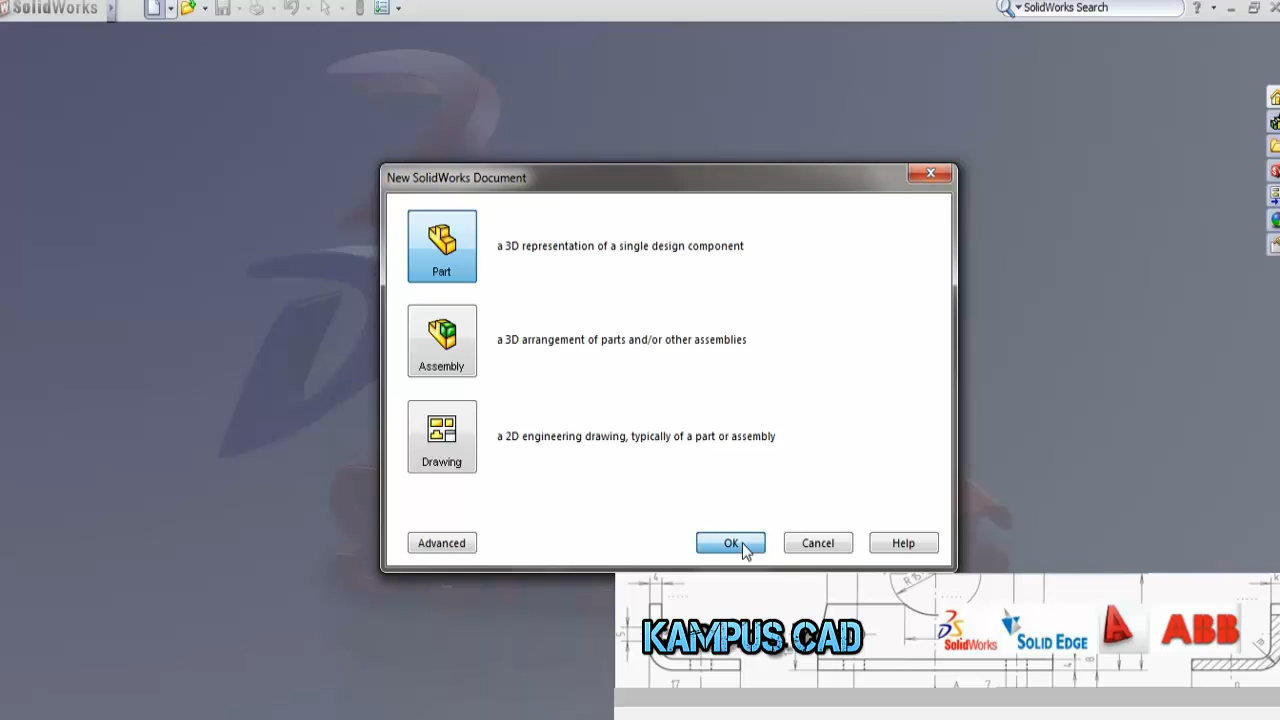 SolidWorks
SolidWorks Search
New SolidWorks Document
Part
a 3D representation of a single design component
Assembly
a 3D arrangement of parts and/or other assemblies
Drawing
a 2D engineering drawing, typically of a part or assembly
Advanced
OK
Cancel
Help
KAMPUS CAD
SolidWorks
SOLID EDGE
ABB
4
17